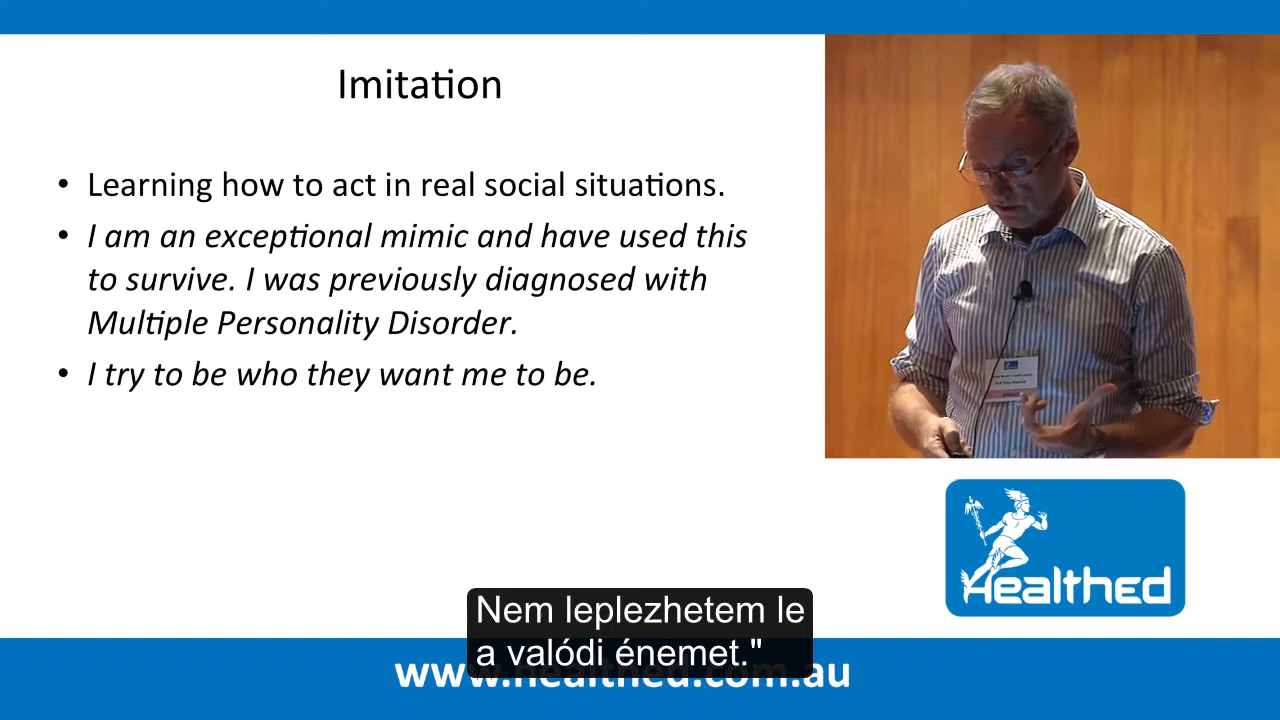 Imitation
• Learning how to act in real social situations.
• I am an exceptional mimic and have used this
to survive. I was previously diagnosed with
Multiple Personality Disorder.
• I try to be who they want me to be.
Healthed
Nem leplezhetem le
a valódi énemet."
www.healthed.com.au